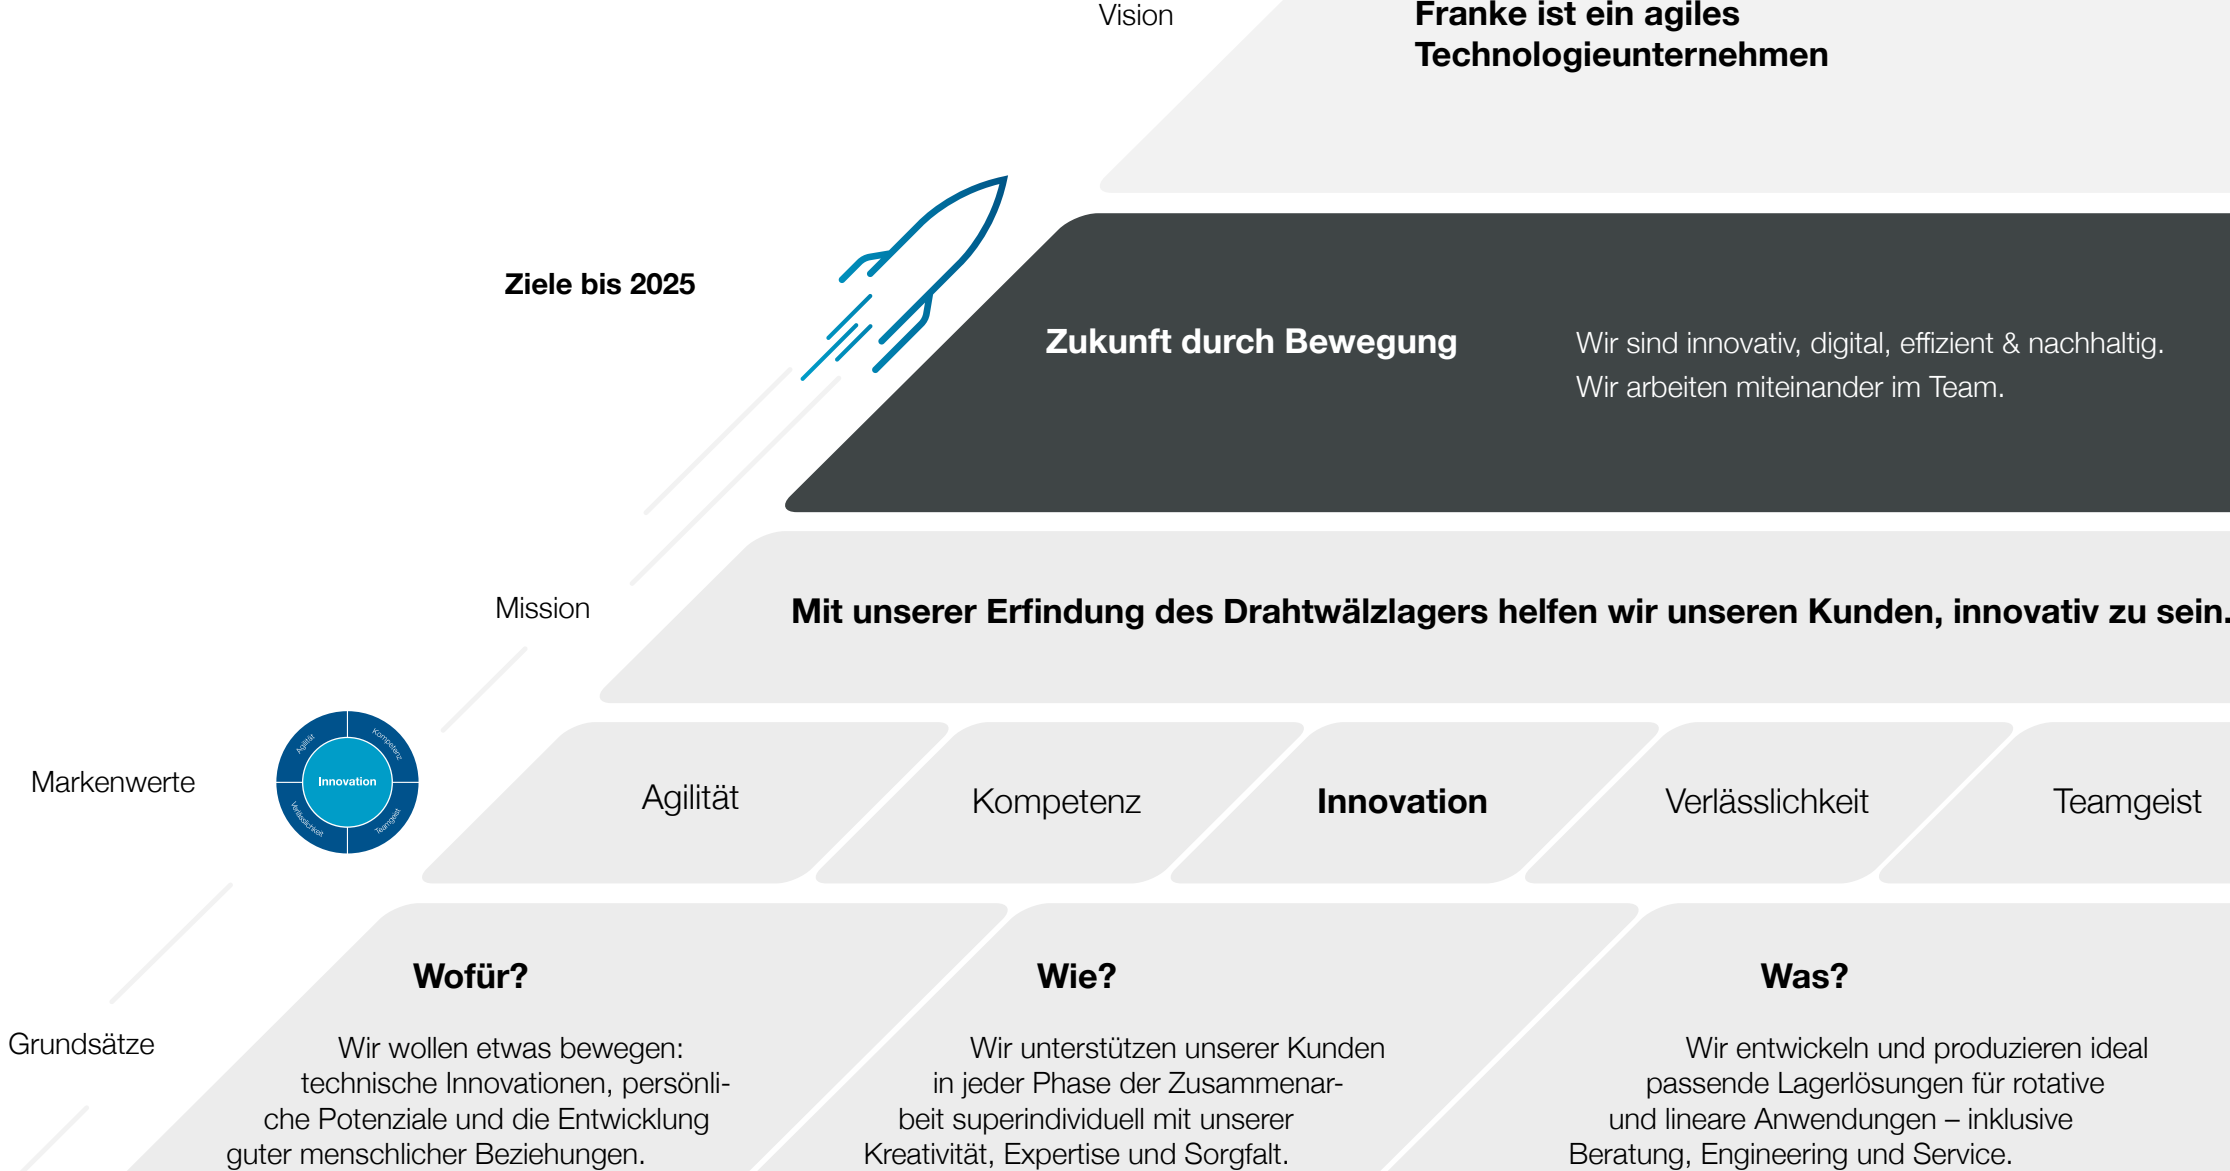 Vision
Franke ist ein agiles
Technologieunternehmen
Ziele bis 2025
Zukunft durch Bewegung
Wir sind innovativ, digital, effizient & nachhaltig.
Wir arbeiten miteinander im Team.
Mission
Mit unserer Erfindung des Drahtwälzlagers helfen wir unseren Kunden, innovativ zu sein.
Markenwerte
Agilität
Kompetenz
Innovation
Verlässlichkeit
Teamgeist
Agilität
Kompetenz
Innovation
Verlässlichkeit
Teamgeist
Grundsätze
Wofür?
Wir wollen etwas bewegen:
technische Innovationen, persönli-
che Potenziale und die Entwicklung
guter menschlicher Beziehungen.
Wie?
Wir unterstützen unserer Kunden
in jeder Phase der Zusammenar-
beit superindividuell mit unserer
Kreativität, Expertise und Sorgfalt.
Was?
Wir entwickeln und produzieren ideal
passende Lagerlösungen für rotative
und lineare Anwendungen – inklusive
Beratung, Engineering und Service.